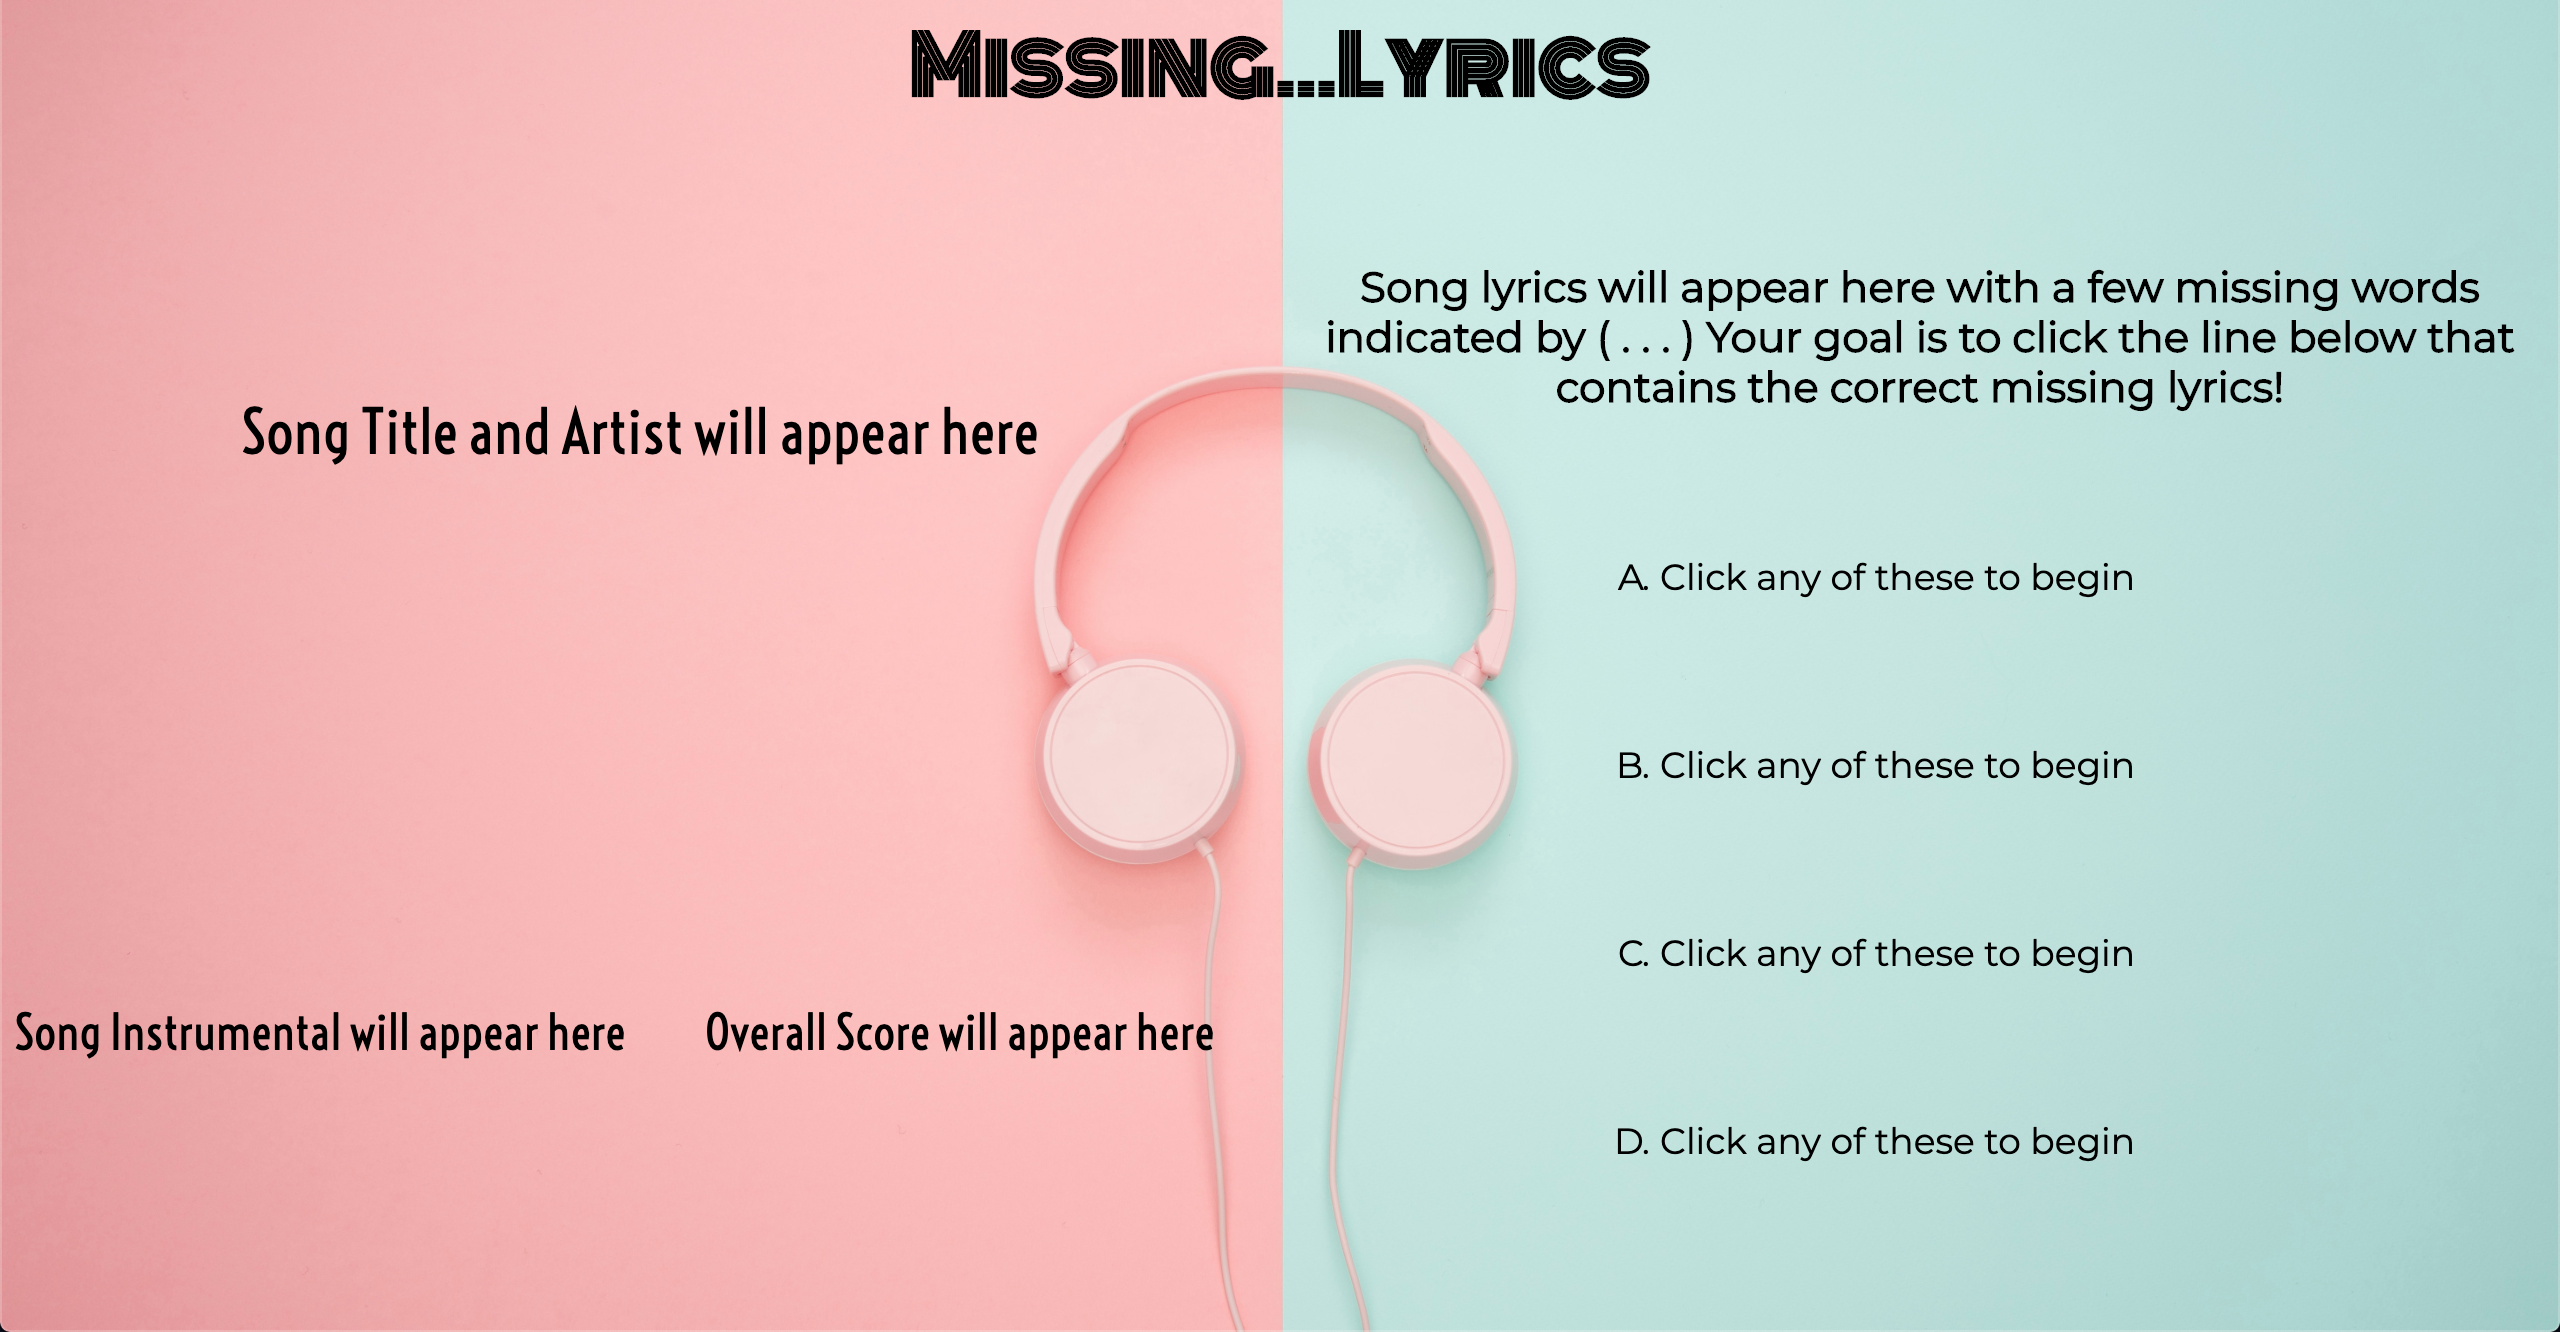 Missing...Lyrics
Song Title and Artist will appear here
Song Instrumental will appear here
Overall Score will appear here
Song lyrics will appear here with a few missing words
indicated by ( . . . ) Your goal is to click the line below that
contains the correct missing lyrics!
A. Click any of these to begin
B. Click any of these to begin
C. Click any of these to begin
D. Click any of these to begin